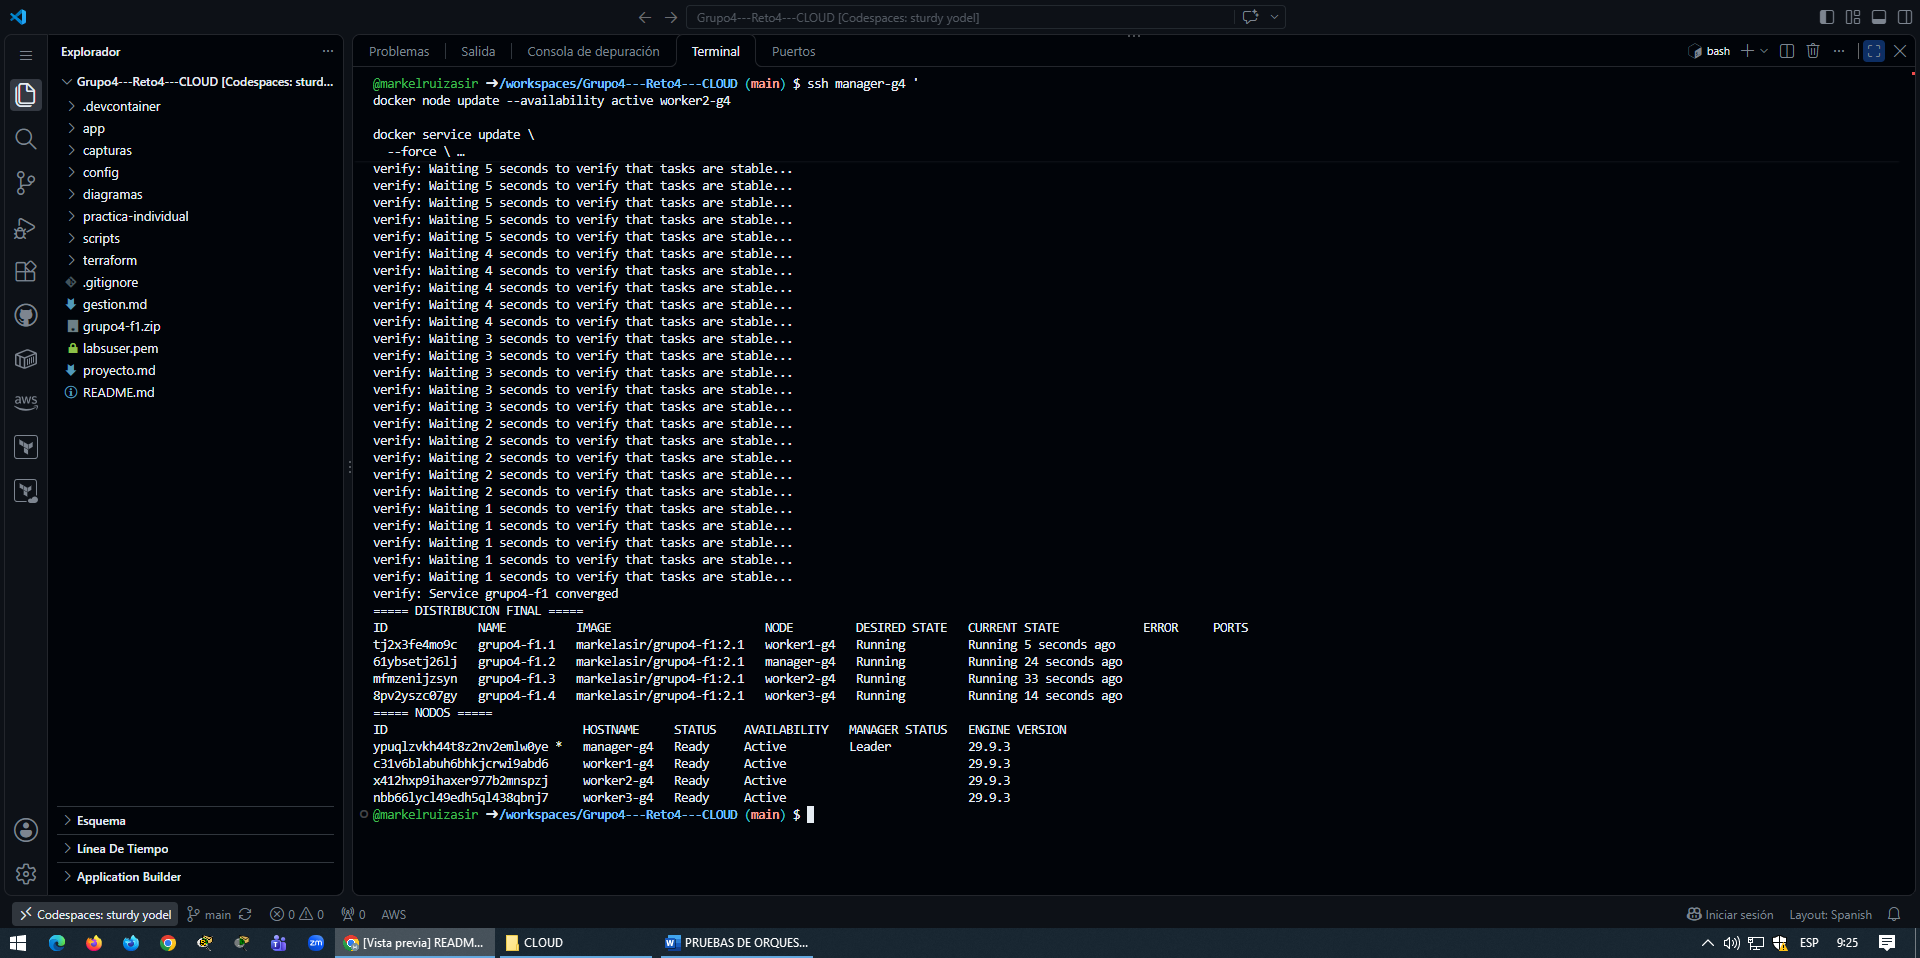 Grupo4---Reto4---CLOUD [Codespaces: sturdy yodel]
Explorador
Problemas
Salida
Consola de depuración
Terminal
Puertos
bash
Grupo4---Reto4---CLOUD [Codespaces: sturd...
.devcontainer
app
capturas
config
diagramas
practica-individual
scripts
terraform
.gitignore
gestion.md
grupo4-f1.zip
labsuser.pem
proyecto.md
README.md
aws
Esquema
Línea De Tiempo
Application Builder
@markelruizasir ➜/workspaces/Grupo4---Reto4---CLOUD (main) $ ssh manager-g4 '
docker node update --availability active worker2-g4
docker service update \
--force \ …
verify: Waiting 5 seconds to verify that tasks are stable...
verify: Waiting 5 seconds to verify that tasks are stable...
verify: Waiting 5 seconds to verify that tasks are stable...
verify: Waiting 5 seconds to verify that tasks are stable...
verify: Waiting 5 seconds to verify that tasks are stable...
verify: Waiting 4 seconds to verify that tasks are stable...
verify: Waiting 4 seconds to verify that tasks are stable...
verify: Waiting 4 seconds to verify that tasks are stable...
verify: Waiting 4 seconds to verify that tasks are stable...
verify: Waiting 4 seconds to verify that tasks are stable...
verify: Waiting 3 seconds to verify that tasks are stable...
verify: Waiting 3 seconds to verify that tasks are stable...
verify: Waiting 3 seconds to verify that tasks are stable...
verify: Waiting 3 seconds to verify that tasks are stable...
verify: Waiting 3 seconds to verify that tasks are stable...
verify: Waiting 2 seconds to verify that tasks are stable...
verify: Waiting 2 seconds to verify that tasks are stable...
verify: Waiting 2 seconds to verify that tasks are stable...
verify: Waiting 2 seconds to verify that tasks are stable...
verify: Waiting 2 seconds to verify that tasks are stable...
verify: Waiting 1 seconds to verify that tasks are stable...
verify: Waiting 1 seconds to verify that tasks are stable...
verify: Waiting 1 seconds to verify that tasks are stable...
verify: Waiting 1 seconds to verify that tasks are stable...
verify: Waiting 1 seconds to verify that tasks are stable...
verify: Service grupo4-f1 converged
===== DISTRIBUCION FINAL =====
ID NAME IMAGE NODE DESIRED STATE CURRENT STATE ERROR PORTS
tj2x3fe4mo9c grupo4-f1.1 markelasir/grupo4-f1:2.1 worker1-g4 Running Running 5 seconds ago
61ybsetj26lj grupo4-f1.2 markelasir/grupo4-f1:2.1 manager-g4 Running Running 24 seconds ago
mfmzenijzsyn grupo4-f1.3 markelasir/grupo4-f1:2.1 worker2-g4 Running Running 33 seconds ago
8pv2yszc07gy grupo4-f1.4 markelasir/grupo4-f1:2.1 worker3-g4 Running Running 14 seconds ago
===== NODOS =====
ID HOSTNAME STATUS AVAILABILITY MANAGER STATUS ENGINE VERSION
ypuqlzvkh44t8z2nv2emlw0ye * manager-g4 Ready Active Leader 29.9.3
c31v6blabuh6bhkjcrwi9abd6 worker1-g4 Ready Active 29.9.3
x412hxp9ihaxer977b2mnspzj worker2-g4 Ready Active 29.9.3
nbb66lycl49edh5ql438qbnj7 worker3-g4 Ready Active 29.9.3
@markelruizasir ➜/workspaces/Grupo4---Reto4---CLOUD (main) $
Codespaces: sturdy yodel
main
0
0
0
AWS
Iniciar sesión
Layout: Spanish
zm
[Vista previa] READM...
CLOUD
PRUEBAS DE ORQUES...
ESP
9:25